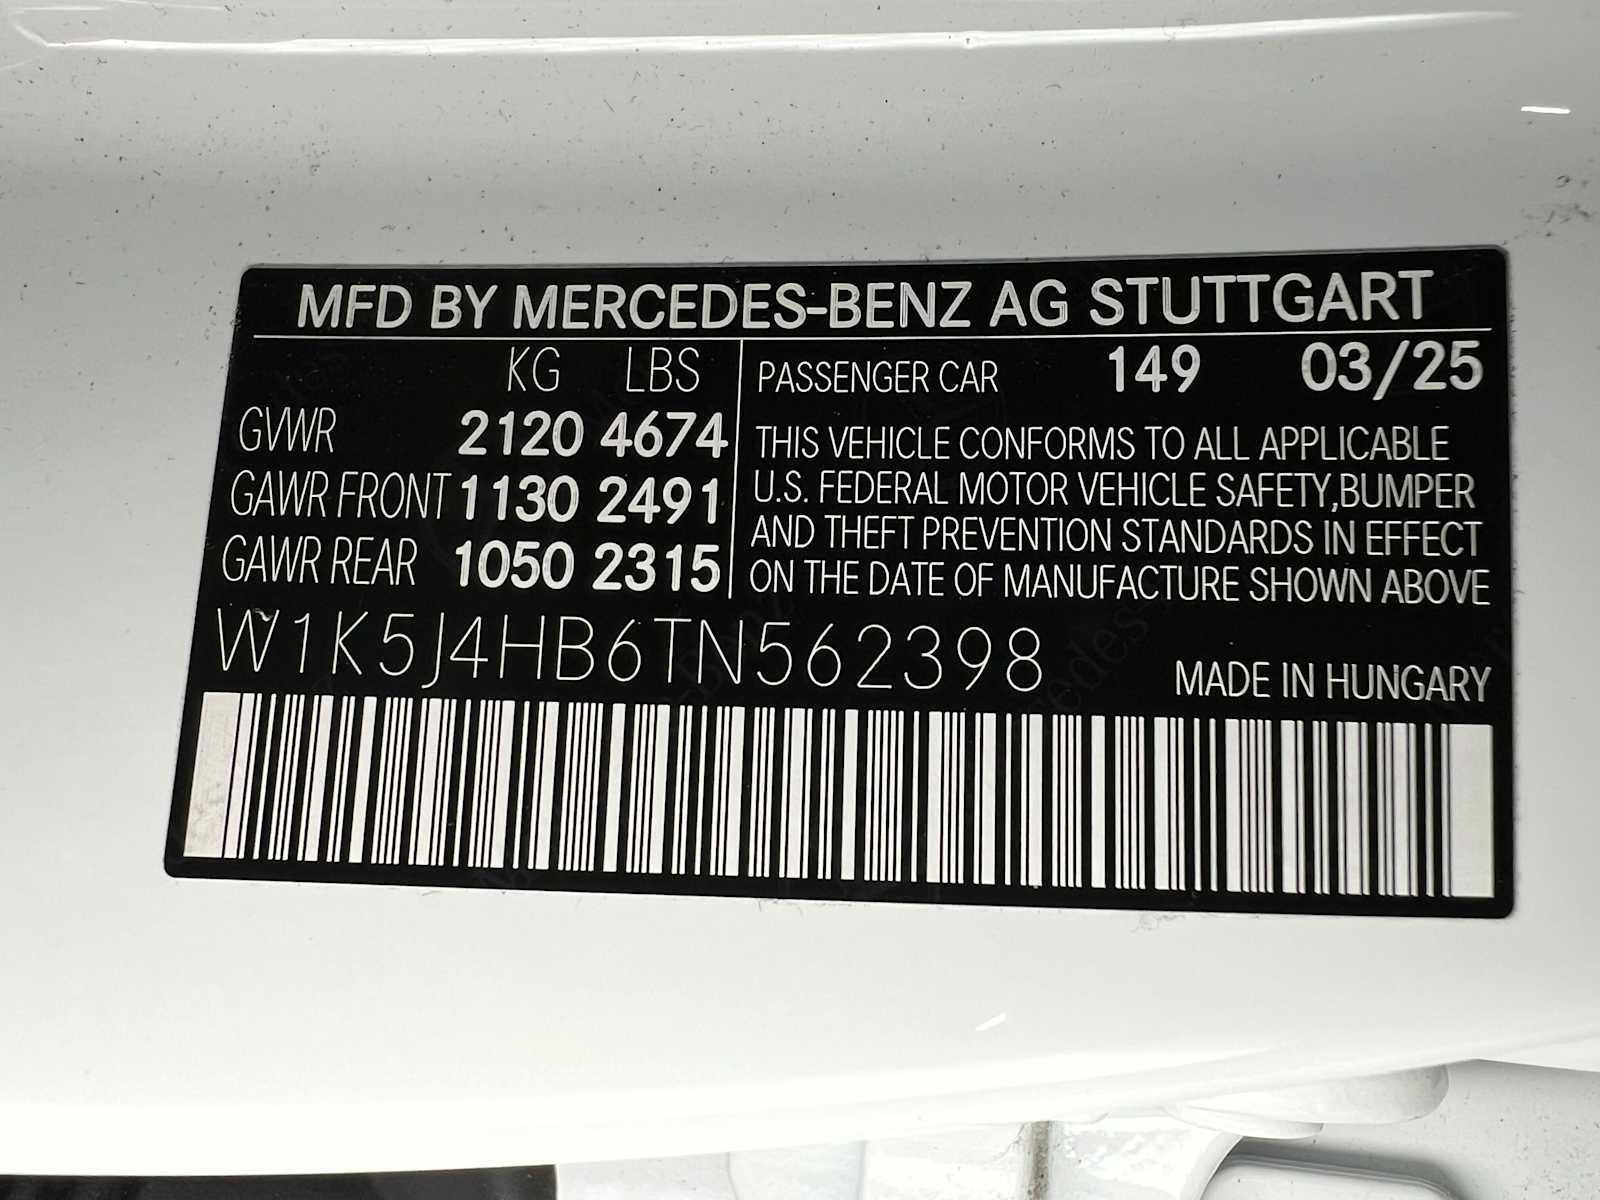 MFD BY MERCEDES-BENZ AG STUTTGART
KG LBS
GVWR 2120 4674
GAWR FRONT 1130 2491
GAWR REAR 1050 2315
PASSENGER CAR 149 03/25
THIS VEHICLE CONFORMS TO ALL APPLICABLE
U.S. FEDERAL MOTOR VEHICLE SAFETY,BUMPER
AND THEFT PREVENTION STANDARDS IN EFFECT
ON THE DATE OF MANUFACTURE SHOWN ABOVE
W1K5J4HB6TN562398
MADE IN HUNGARY